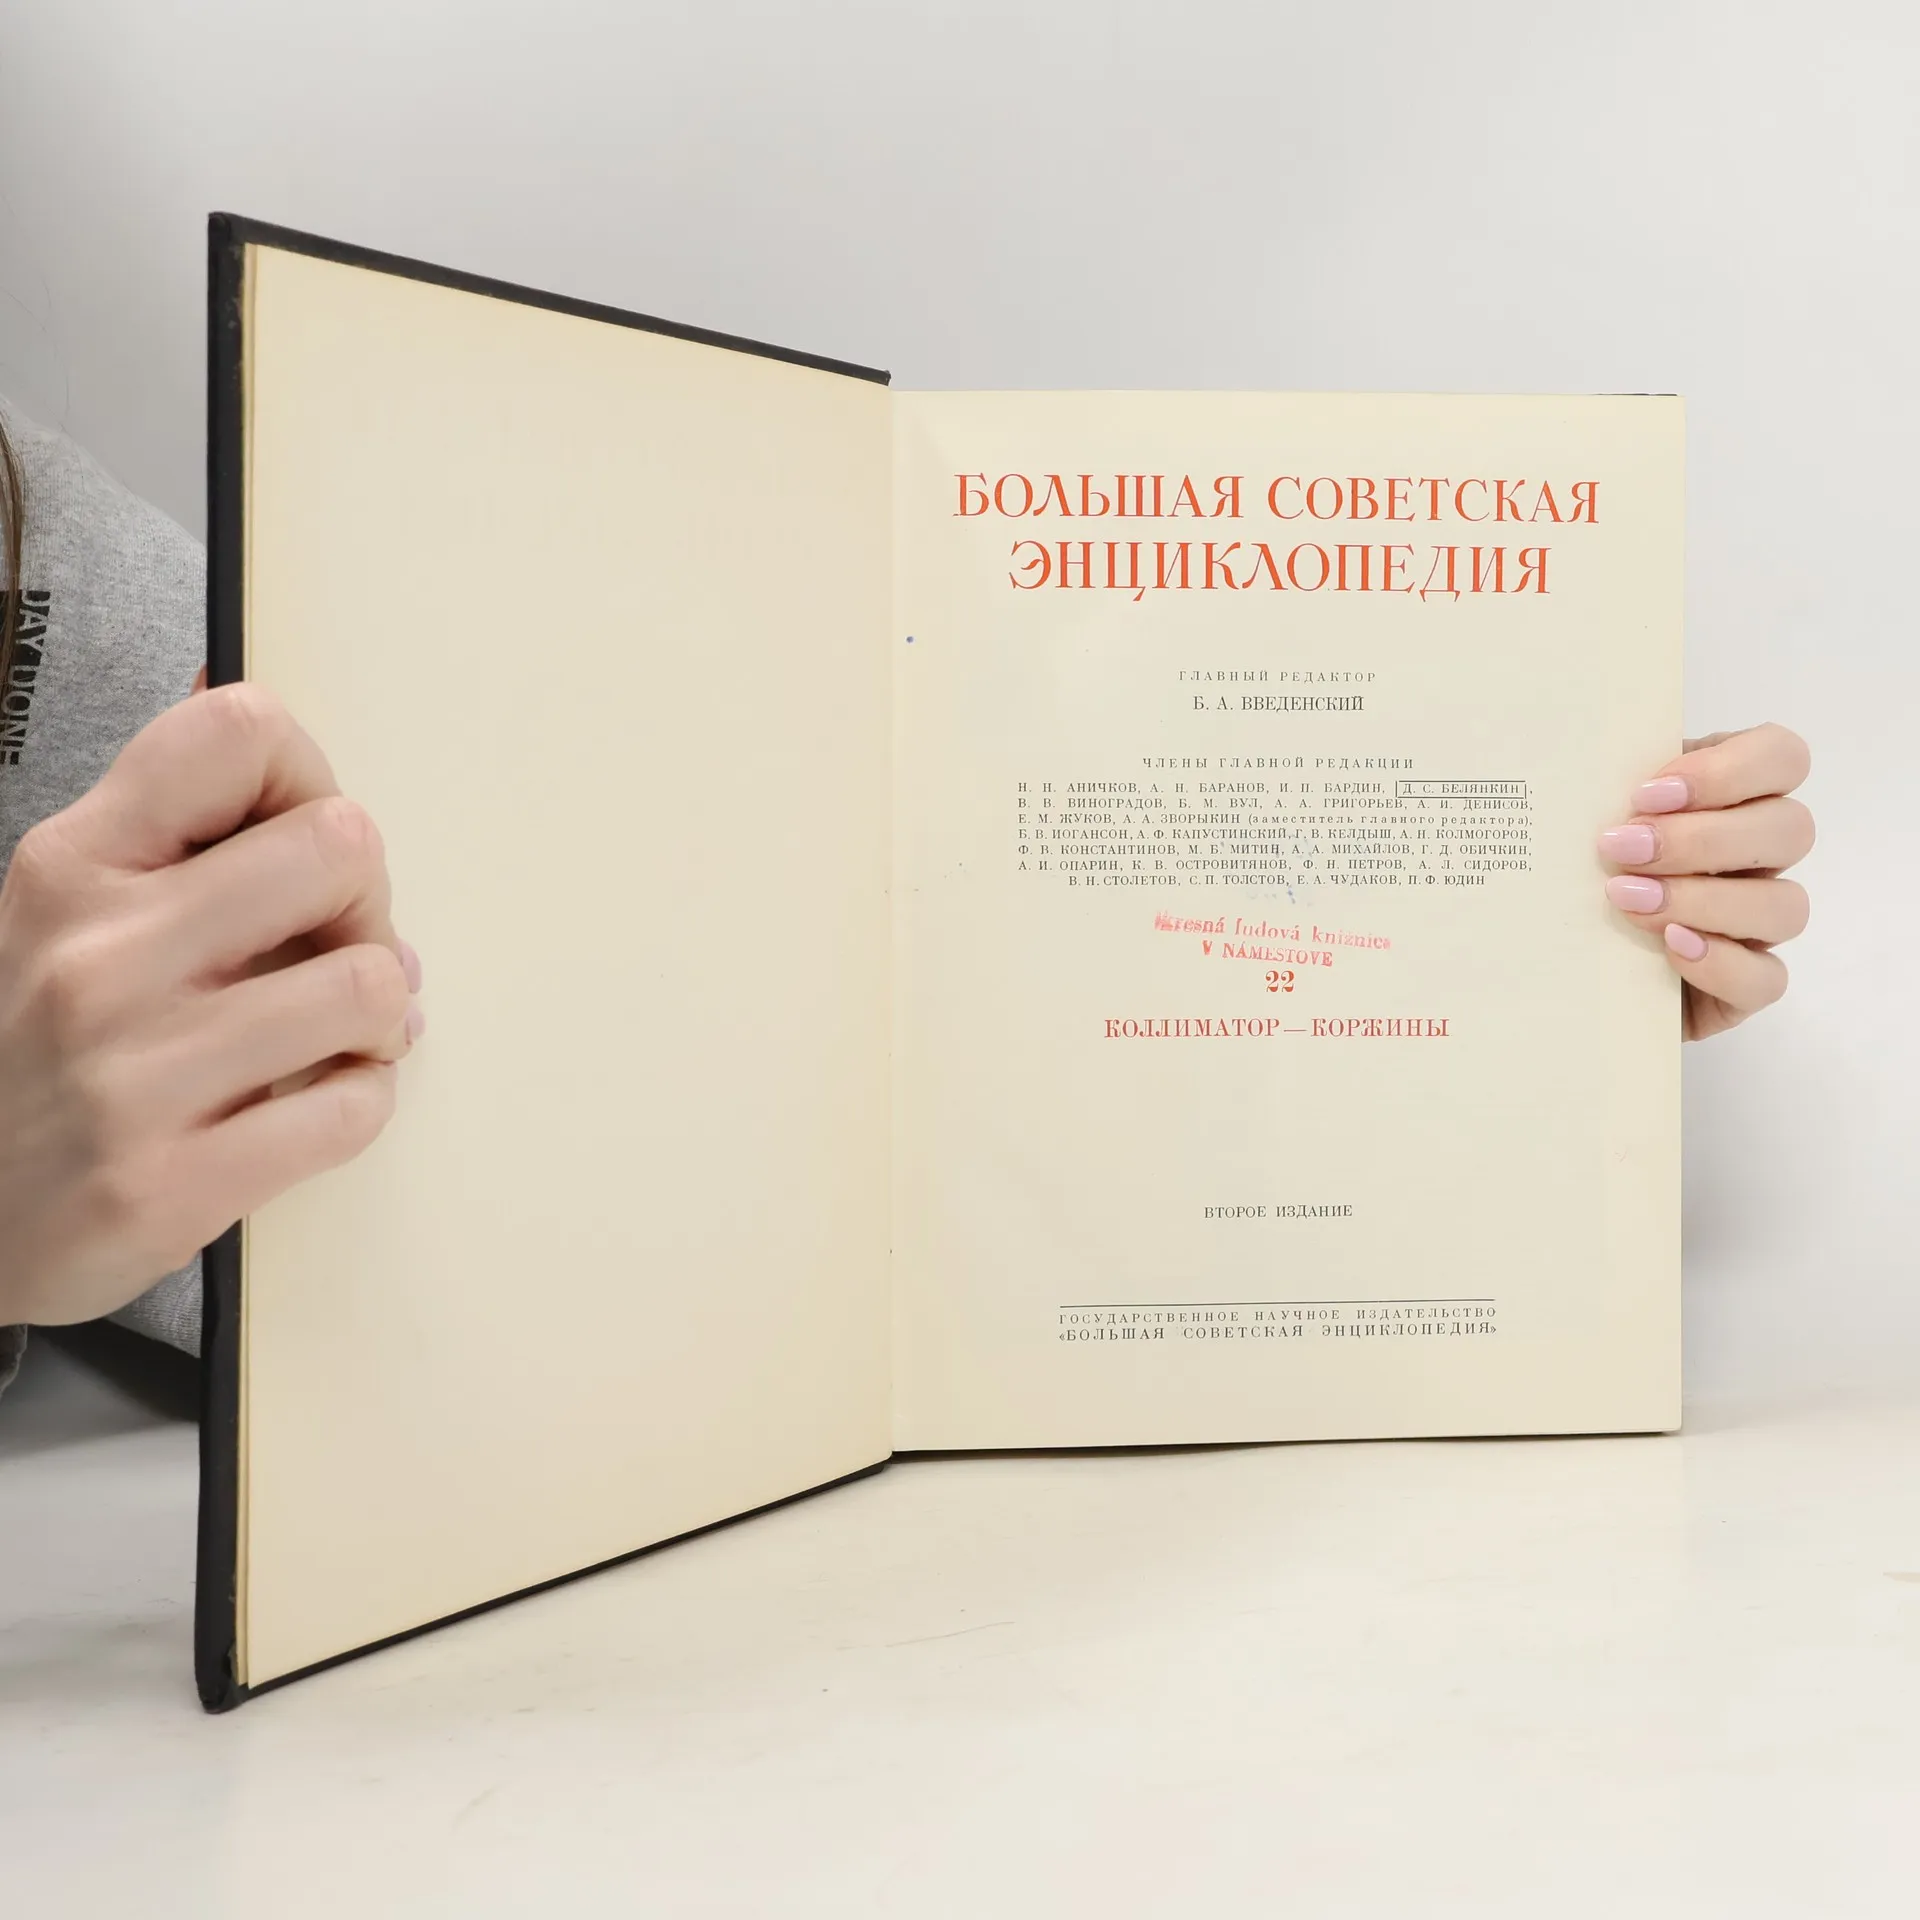 БОЛЬШАЯ СОВЕТСКАЯ
ЭНЦИКЛОПЕДИЯ
ГЛАВНЫЙ РЕДАКТОР
Б. А. ВВЕДЕНСКИЙ
ЧЛЕНЫ ГЛАВНОЙ РЕДАКЦИИ
Н. Н. АНИЧКОВ, А. Н. БАРАНОВ, И. П. БАРДИН, Д. С. БЕЛЯНКИН,
В. В. ВИНОГРАДОВ, Б. М. ВУЛ, А. А. ГРИГОРЬЕВ, А. И. ДЕНИСОВ,
Е. М. ЖУКОВ, А. А. ЗВОРЫКИН (заместитель главного редактора),
Б. В. ИОГАНСОН, А. Ф. КАПУСТИНСКИЙ, Г. В. КЕЛДЫШ, А. Н. КОЛМОГОРОВ,
Ф. В. КОНСТАНТИНОВ, М. Б. МИТИН, А. А. МИХАЙЛОВ, Г. Д. ОБИЧКИН,
А. И. ОПАРИН, К. В. ОСТРОВИТЯНОВ, Ф. Н. ПЕТРОВ, А. Л. СИДОРОВ,
В. Н. СТОЛЕТОВ, С. П. ТОЛСТОВ, Е. А. ЧУДАКОВ, П. Ф. ЮДИН
ľudová knižnica
V NÁMESTOVE
22
КОЛЛИМАТОР—КОРЖИНЫ
ВТОРОЕ ИЗДАНИЕ
ГОСУДАРСТВЕННОЕ НАУЧНОЕ ИЗДАТЕЛЬСТВО
«БОЛЬШАЯ СОВЕТСКАЯ ЭНЦИКЛОПЕДИЯ»